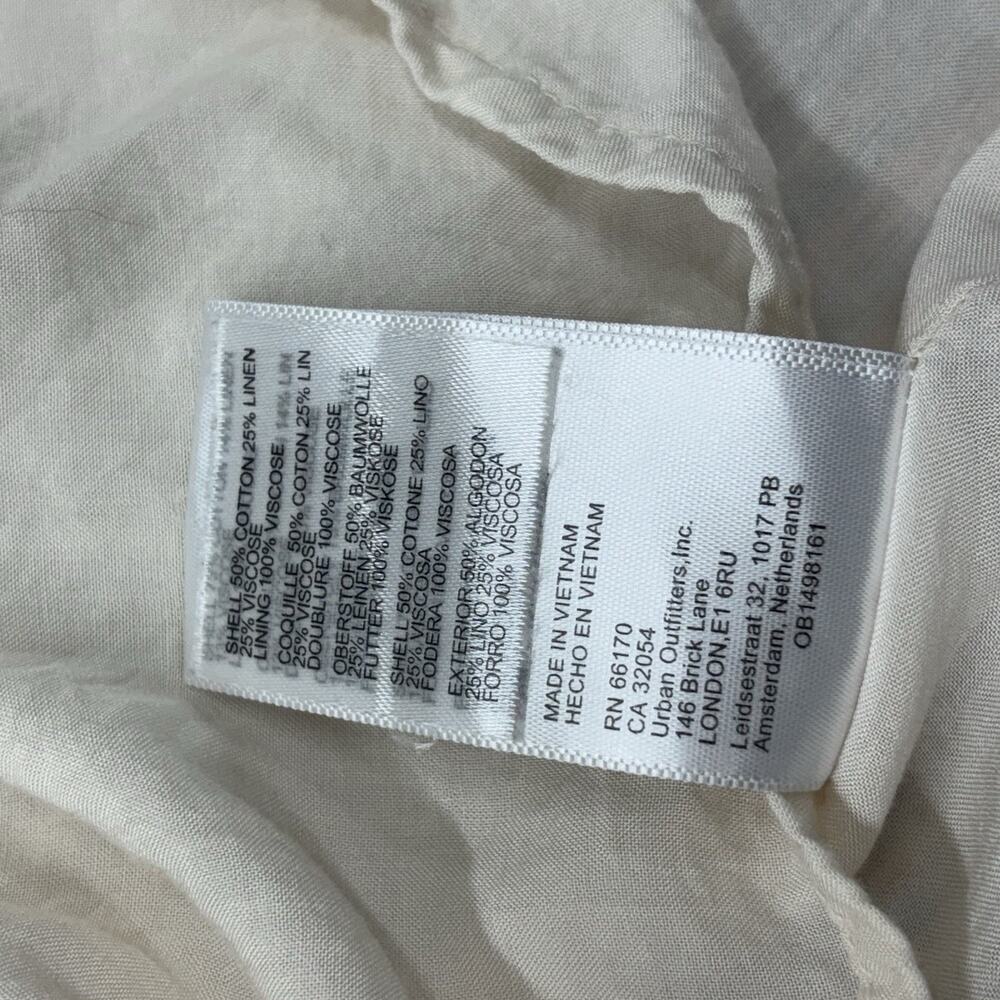 SHELL 50% COTTON 25% LINEN
25% VISCOSE
LINING 100% VISCOSE
COQUILLE 50% COTON 25% LIN
25% VISCOSE
DOUBLURE 100% VISCOSE
OBERSTOFF 50% BAUMWOLLE
25% LEINEN 25% VISKOSE
FUTTER 100% VISKOSE
SHELL 50% COTONE 25% LINO
25% VISCOSA
FODERA 100% VISCOSA
EXTERIOR 50% ALGODON
25% LINO 25% VISCOSA
FORRO 100% VISCOSA
MADE IN VIETNAM
HECHO EN VIETNAM
RN 66170
CA 32054
Urban Outfitters,Inc.
146 Brick Lane
LONDON,E1 6RU
Leidsestraat 32, 1017 PB
Amsterdam, Netherlands
OB1498161